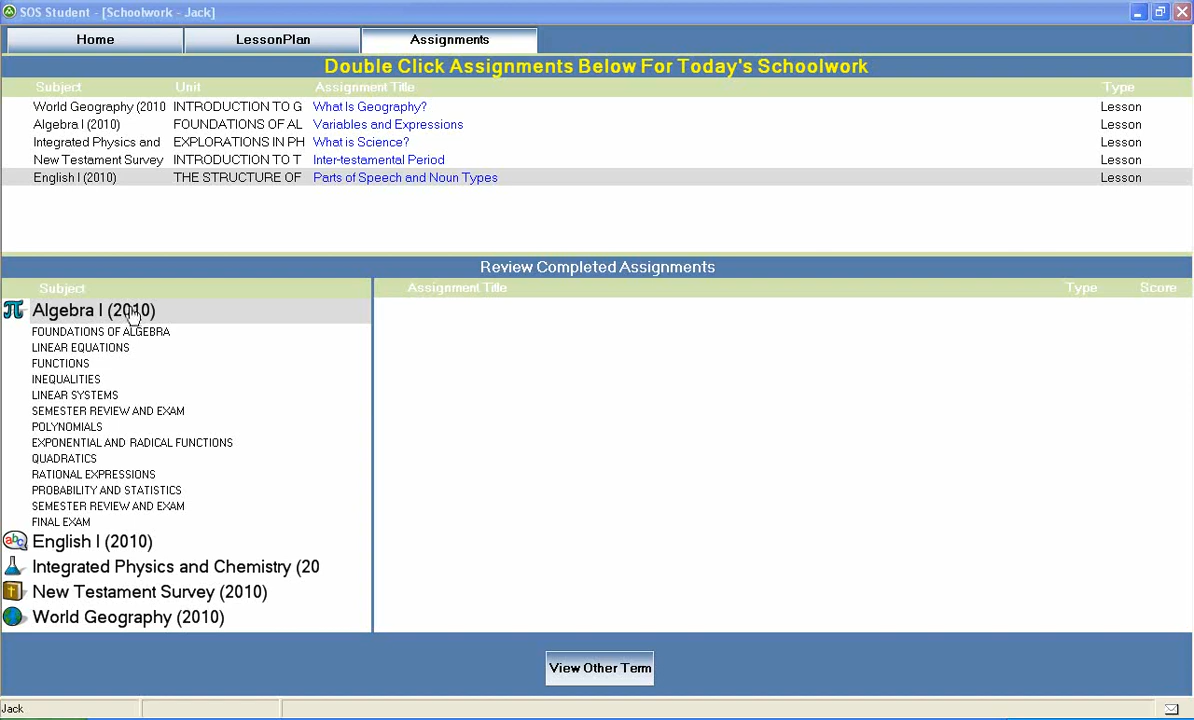 SOS Student - [Schoolwork - Jack]
Home LessonPlan Assignments
Double Click Assignments Below For Today's Schoolwork
Subject Unit Assignment Title Type
World Geography (2010 INTRODUCTION TO G What Is Geography? Lesson
Algebra I (2010) FOUNDATIONS OF AL Variables and Expressions Lesson
Integrated Physics and EXPLORATIONS IN PH What is Science? Lesson
New Testament Survey INTRODUCTION TO T Inter-testamental Period Lesson
English I (2010) THE STRUCTURE OF Parts of Speech and Noun Types Lesson
Review Completed Assignments
Subject Assignment Title Type Score
Algebra I (2010)
FOUNDATIONS OF ALGEBRA
LINEAR EQUATIONS
FUNCTIONS
INEQUALITIES
LINEAR SYSTEMS
SEMESTER REVIEW AND EXAM
POLYNOMIALS
EXPONENTIAL AND RADICAL FUNCTIONS
QUADRATICS
RATIONAL EXPRESSIONS
PROBABILITY AND STATISTICS
SEMESTER REVIEW AND EXAM
FINAL EXAM
abc English I (2010)
Integrated Physics and Chemistry (20
New Testament Survey (2010)
World Geography (2010)
View Other Term
Jack